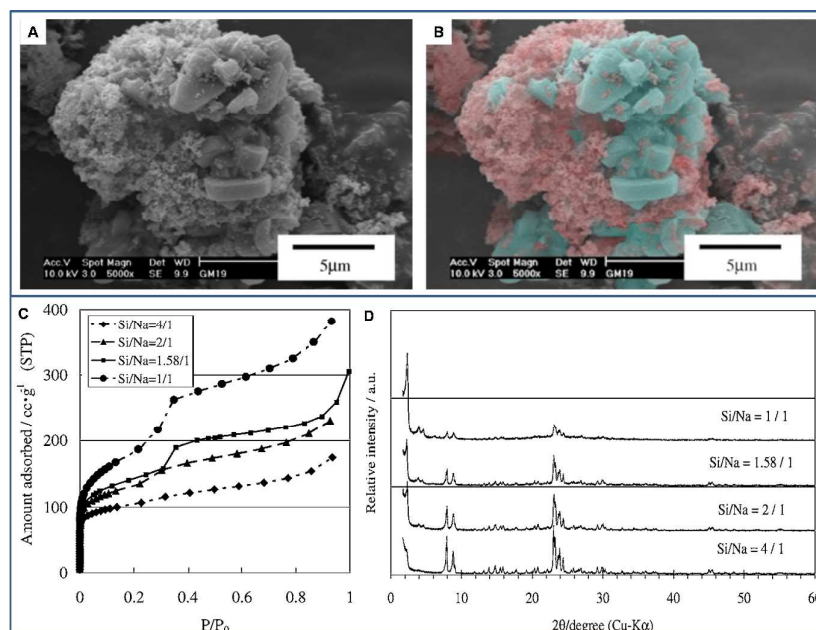 A
Acc.V Spot Magn Det WD
10.0 kV 3.0 5000x SE 9.9 GM19
5μm
B
Acc.V Spot Magn Det WD
10.0 kV 3.0 5000x SE 9.9 GM19
5μm
C
Amount adsorbed / cc·g¹ (STP)
400
300
200
100
0
Si/Na=4/1
Si/Na=2/1
Si/Na=1.58/1
Si/Na=1/1
0 0.2 0.4 0.6 0.8 1
P/P₀
D
Relative intensity / a.u.
Si/Na = 1 / 1
Si/Na = 1.58 / 1
Si/Na = 2 / 1
Si/Na = 4 / 1
0 10 20 30 40 50 60
2θ/degree (Cu-Kα)